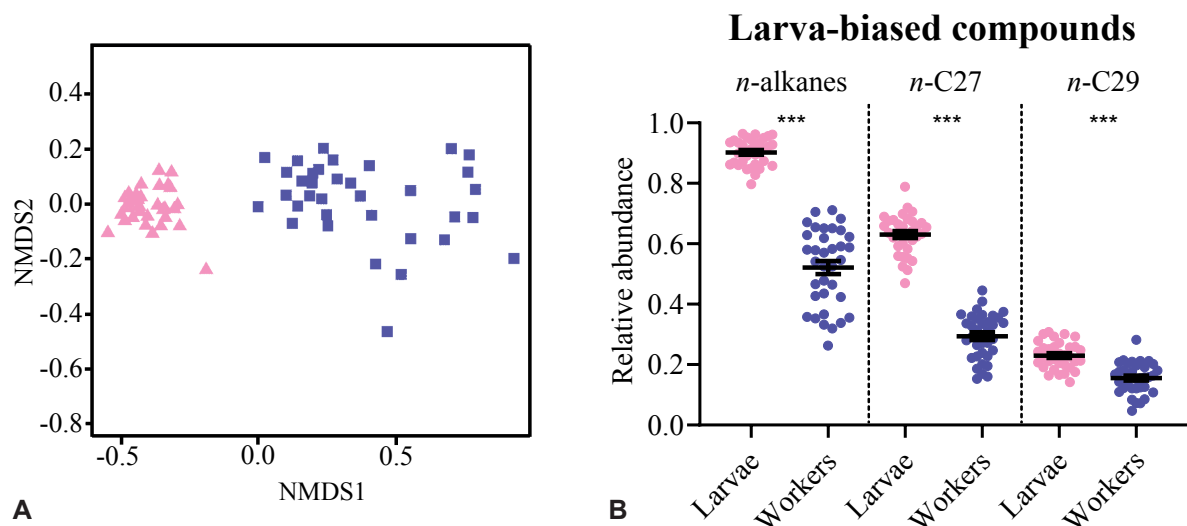 0.4
0.2
0.0
-0.2
-0.4
-0.6
-0.8
NMDS2
-0.5 0.0 0.5
NMDS1
A
Larva-biased compounds
n-alkanes n-C27 n-C29
*** *** ***
1.0
0.8
0.6
0.4
0.2
0.0
Relative abundance
Larvae Workers Larvae Workers Larvae Workers
B